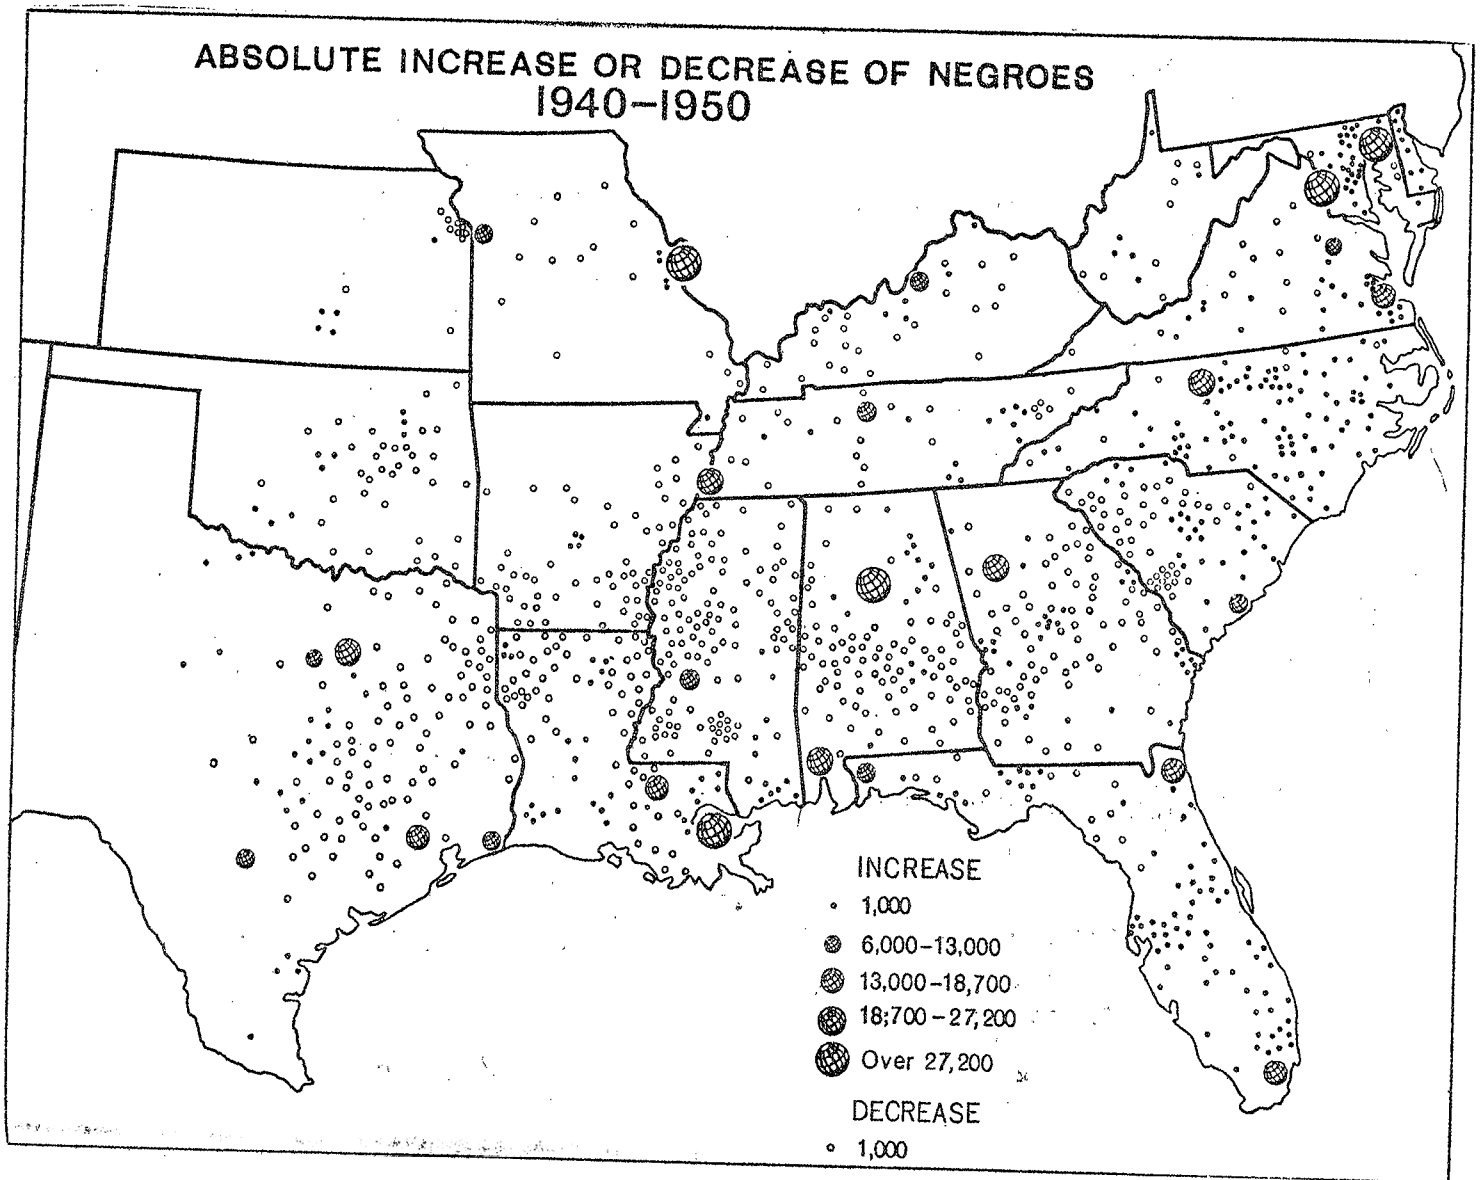 ABSOLUTE INCREASE OR DECREASE OF NEGROES
1940–1950
INCREASE
1,000
6,000–13,000
13,000–18,700
18;700–27,200
Over 27,200
DECREASE
1,000